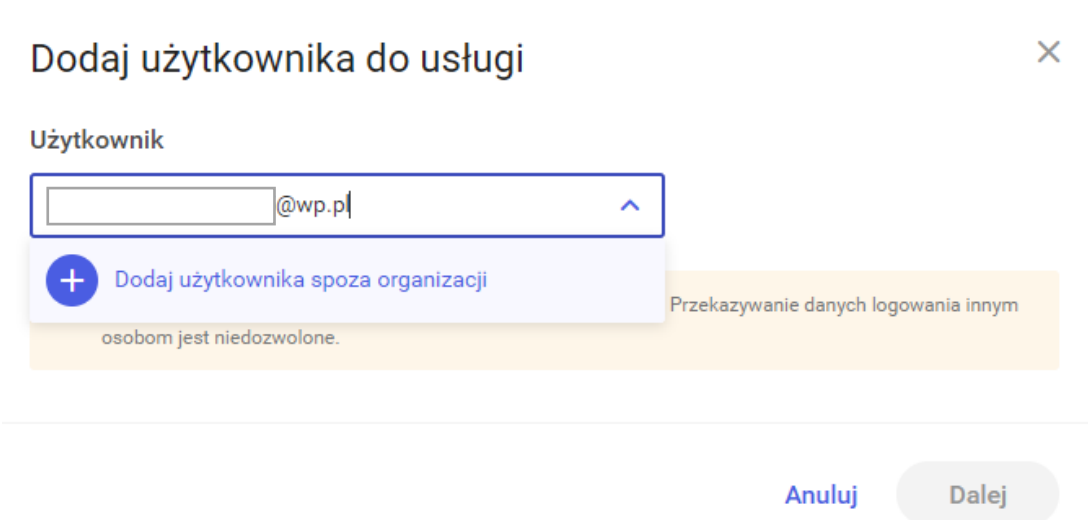 Dodaj użytkownika do usługi
Użytkownik
@wp.pl
Dodaj użytkownika spoza organizacji
Przekazywanie danych logowania innym
osobom jest niedozwolone.
Anuluj
Dalej